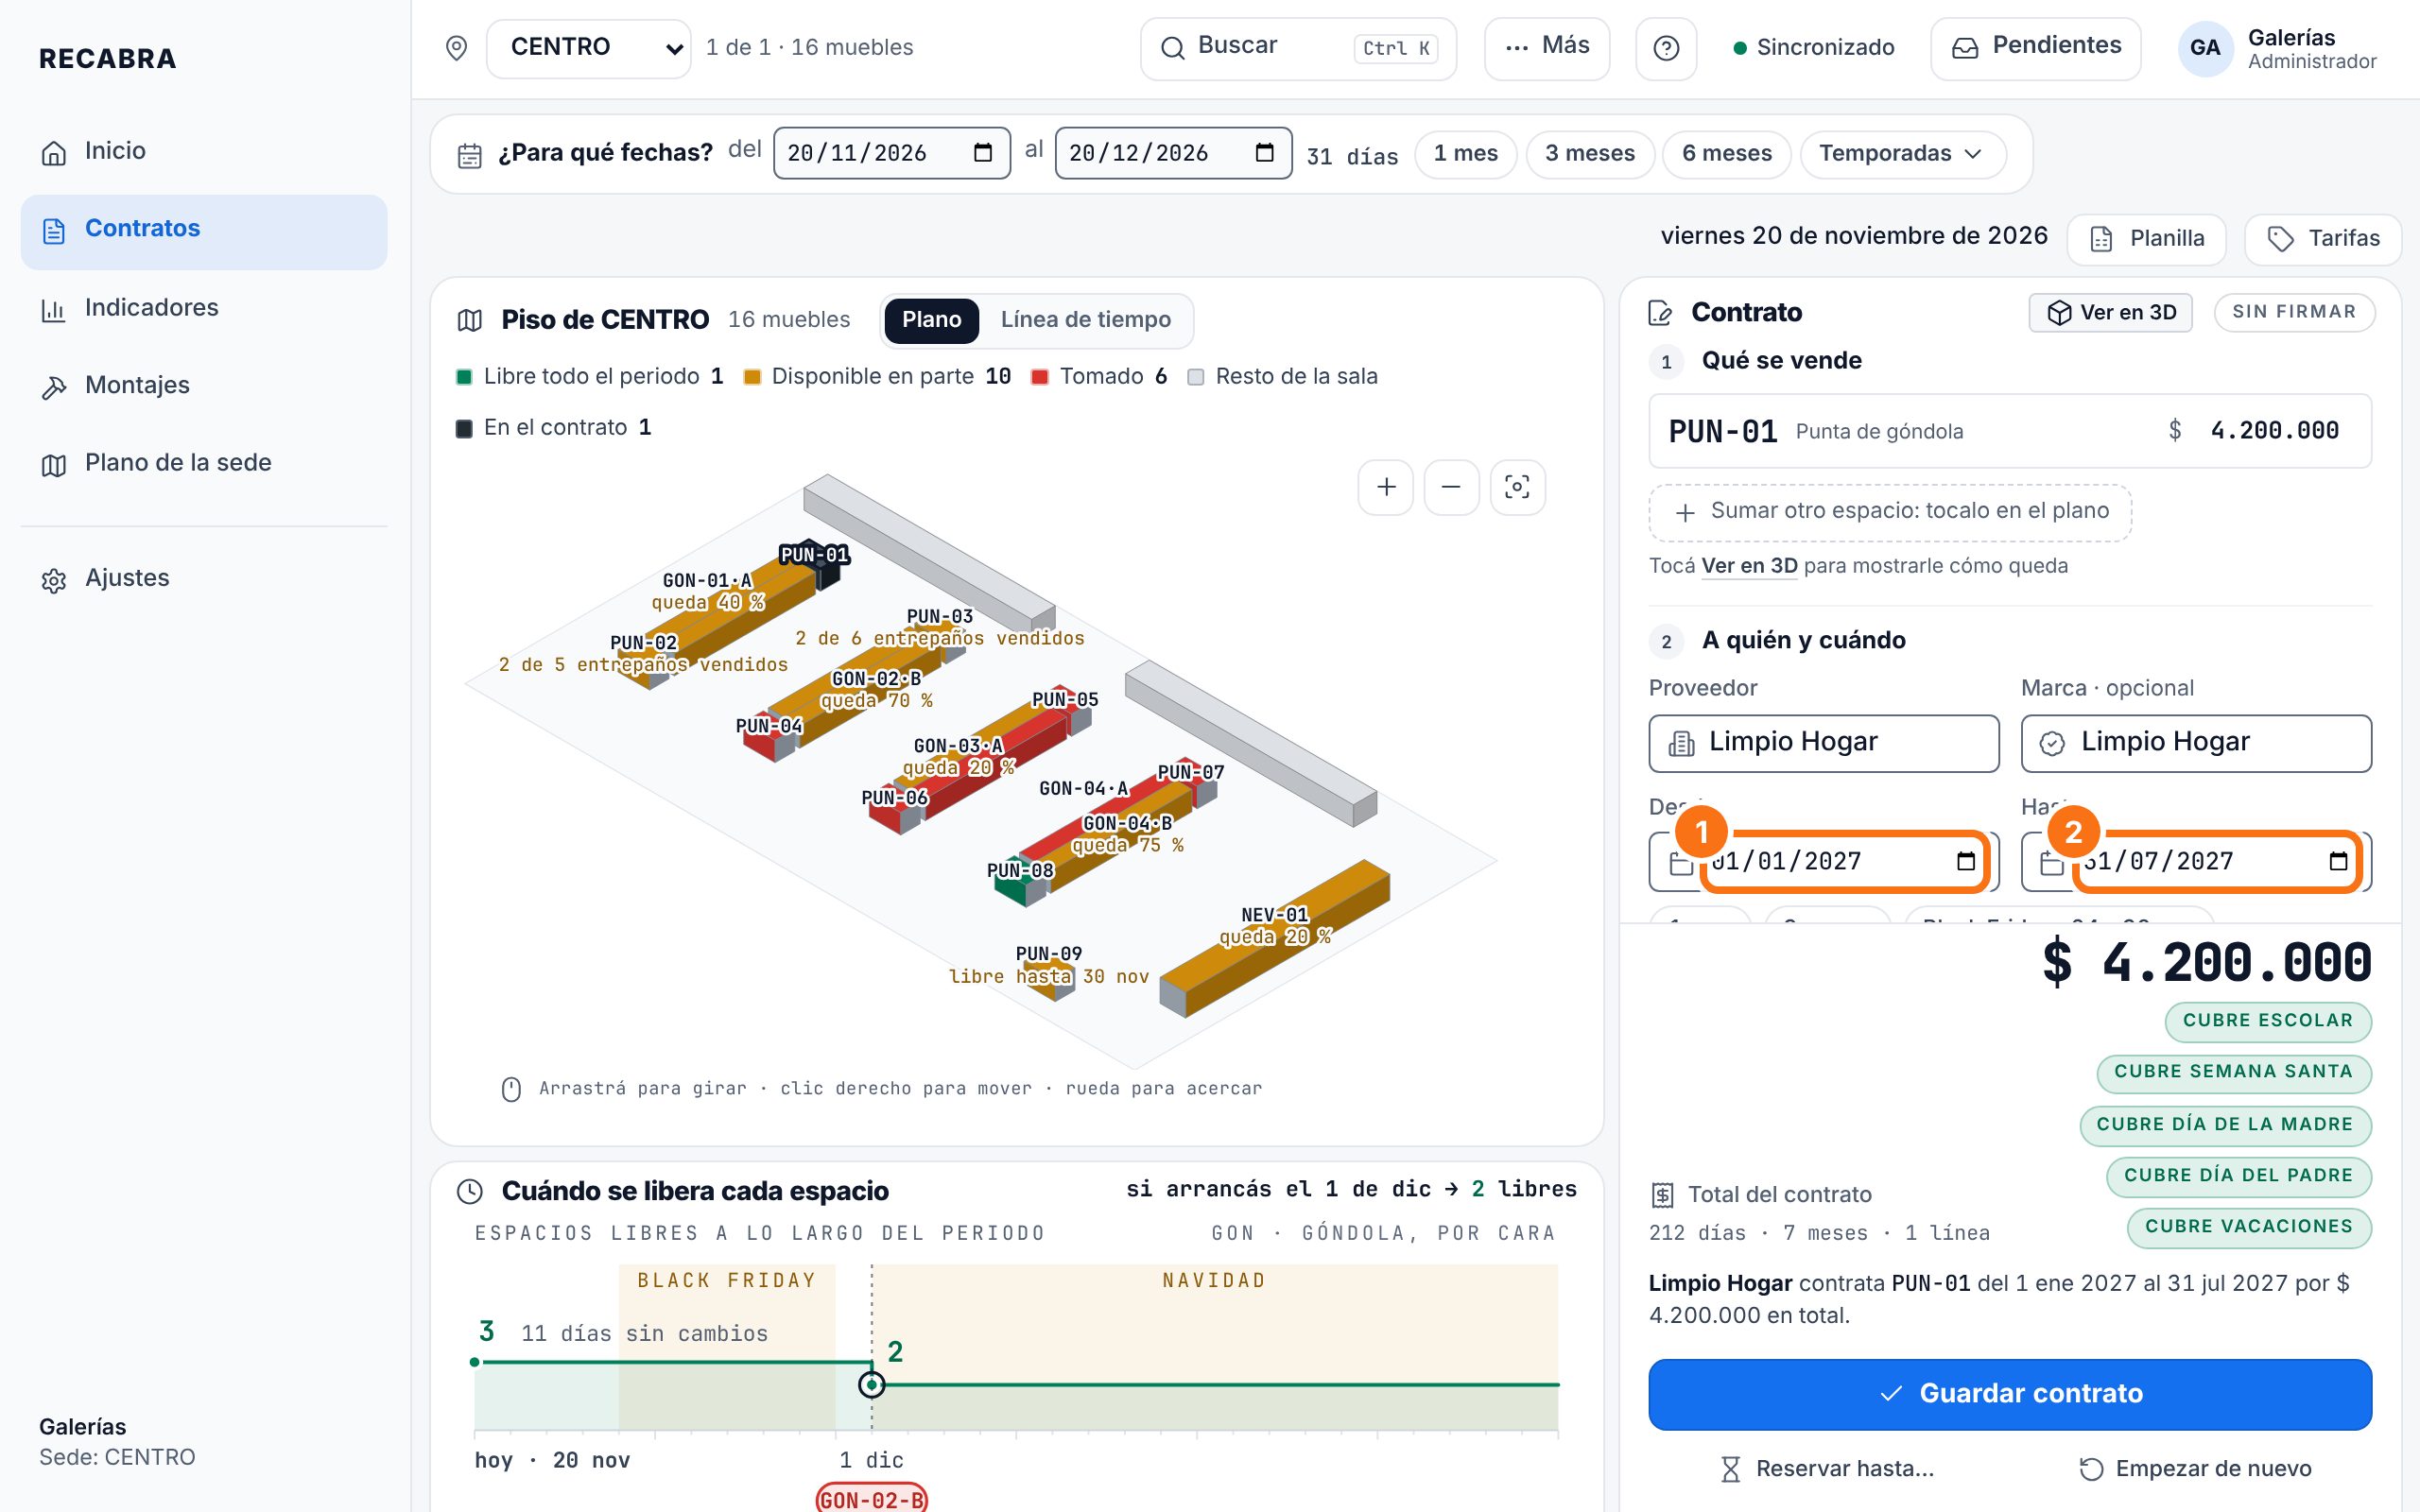 RECABRA
Inicio
Contratos
Indicadores
Montajes
Plano de la sede
Ajustes
Galerías
Sede: CENTRO
CENTRO
1 de 1 · 16 muebles
Buscar
Ctrl K
··· Más
Sincronizado
Pendientes
GA
Galerías
Administrador
¿Para qué fechas? del 20/11/2026 al 20/12/2026 31 días 1 mes 3 meses 6 meses Temporadas
viernes 20 de noviembre de 2026
Planilla
Tarifas
Piso de CENTRO 16 muebles Plano Línea de tiempo
Libre todo el periodo 1 Disponible en parte 10 Tomado 6 Resto de la sala
En el contrato 1
PUN-01
GON-01·A
queda 40 %
PUN-03
2 de 6 entrepaños vendidos
PUN-02
2 de 5 entrepaños vendidos
GON-02·B
queda 70 %
PUN-05
PUN-04
GON-03·A
queda 20 %
PUN-07
GON-04·A
PUN-06
GON-04·B
queda 75 %
PUN-08
NEV-01
queda 20 %
PUN-09
libre hasta 30 nov
Arrastrá para girar · clic derecho para mover · rueda para acercar
Cuándo se libera cada espacio
si arrancás el 1 de dic → 2 libres
ESPACIOS LIBRES A LO LARGO DEL PERIODO
GON · GÓNDOLA, POR CARA
BLACK FRIDAY
NAVIDAD
3 11 días sin cambios
2
hoy · 20 nov
1 dic
GON-02-B
Contrato
Ver en 3D
SIN FIRMAR
1 Qué se vende
PUN-01 Punta de góndola $ 4.200.000
+ Sumar otro espacio: tocalo en el plano
Tocá Ver en 3D para mostrarle cómo queda
2 A quién y cuándo
Proveedor
Marca · opcional
Limpio Hogar
Limpio Hogar
1
2
01/01/2027
31/07/2027
$ 4.200.000
CUBRE ESCOLAR
CUBRE SEMANA SANTA
CUBRE DÍA DE LA MADRE
CUBRE DÍA DEL PADRE
CUBRE VACACIONES
Total del contrato
212 días · 7 meses · 1 línea
Limpio Hogar contrata PUN-01 del 1 ene 2027 al 31 jul 2027 por $
4.200.000 en total.
Guardar contrato
Reservar hasta...
Empezar de nuevo